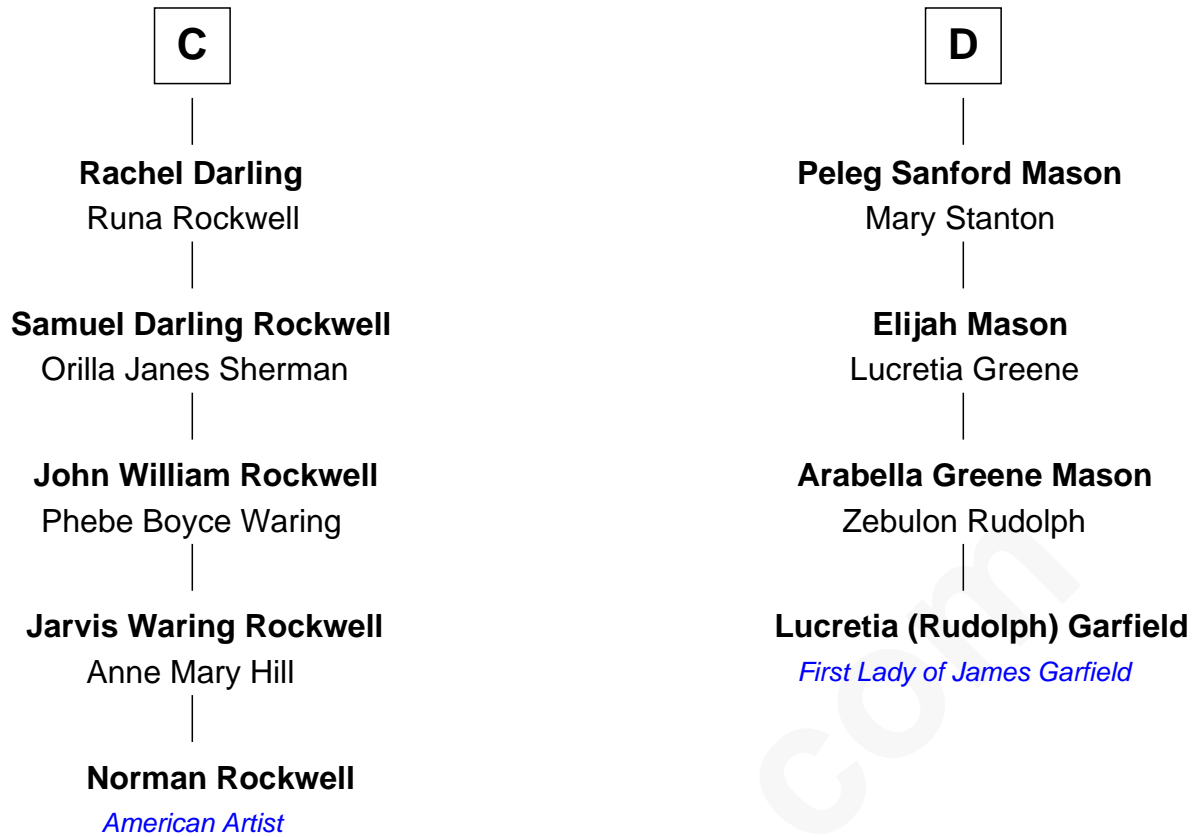 C
Rachel Darling
Runa Rockwell
Samuel Darling Rockwell
Orilla Janes Sherman
John William Rockwell
Phebe Boyce Waring
Jarvis Waring Rockwell
Anne Mary Hill
Norman Rockwell
American Artist
D
Peleg Sanford Mason
Mary Stanton
Elijah Mason
Lucretia Greene
Arabella Greene Mason
Zebulon Rudolph
Lucretia (Rudolph) Garfield
First Lady of James Garfield
com